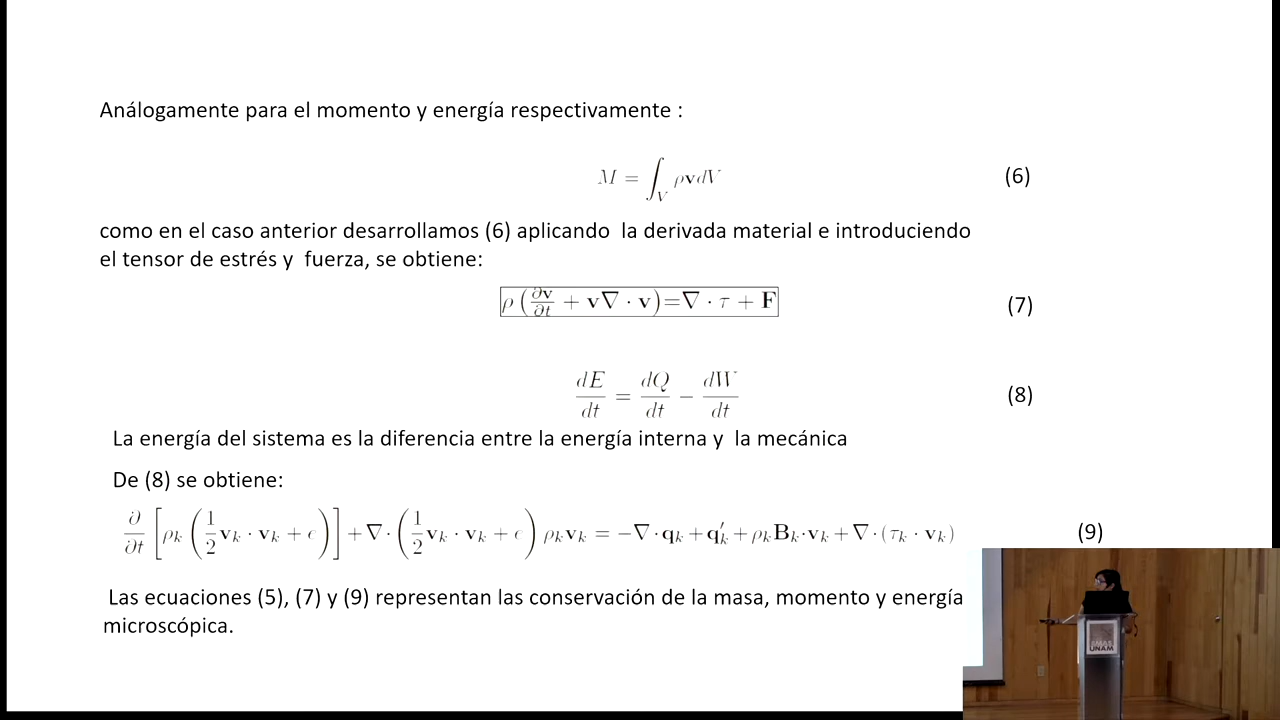 Análogamente para el momento y energía respectivamente :
M = ∫_V ρvdV (6)
como en el caso anterior desarrollamos (6) aplicando la derivada material e introduciendo
el tensor de estrés y fuerza, se obtiene:
ρ(∂v/∂t + v∇ · v)=∇ · τ + F (7)
dE/dt = dQ/dt − dW/dt (8)
La energía del sistema es la diferencia entre la energía interna y la mecánica
De (8) se obtiene:
∂/∂t [ρ_k (1/2 v_k · v_k + e)] + ∇ · (1/2 v_k · v_k + e) ρ_k v_k = −∇ · q_k + q′_k + ρ_k B_k · v_k + ∇ · (τ_k · v_k) (9)
Las ecuaciones (5), (7) y (9) representan las conservación de la masa, momento y energía
microscópica.
UNAM